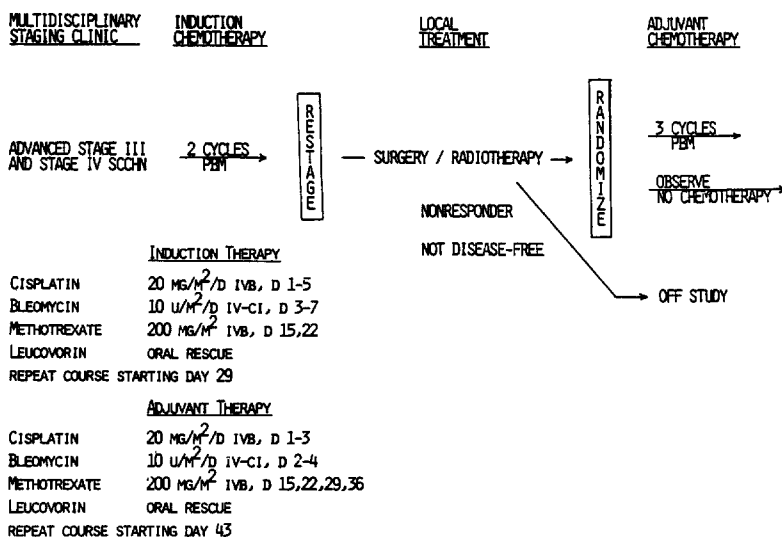 MULTIDISCIPLINARY STAGING CLINIC
INDUCTION CHEMOTHERAPY
LOCAL TREATMENT
ADJUVANT CHEMOTHERAPY
ADVANCED STAGE III
AND STAGE IV SCCHN
2 CYCLES
PBM
RESTAGE
SURGERY / RADIOTHERAPY
NONRESPONDER
NOT DISEASE-FREE
RANDOMIZE
3 CYCLES
PBM
OBSERVE
NO CHEMOTHERAPY
OFF STUDY
INDUCTION THERAPY
CISPLATIN 20 MG/M²/D IVB, D 1-5
BLEOMYCIN 10 U/M²/D IV-CI, D 3-7
METHOTREXATE 200 MG/M² IVB, D 15,22
LEUCOVORIN ORAL RESCUE
REPEAT COURSE STARTING DAY 29
ADJUVANT THERAPY
CISPLATIN 20 MG/M²/D IVB, D 1-3
BLEOMYCIN 10 U/M²/D IV-CI, D 2-4
METHOTREXATE 200 MG/M² IVB, D 15,22,29,36
LEUCOVORIN ORAL RESCUE
REPEAT COURSE STARTING DAY 43